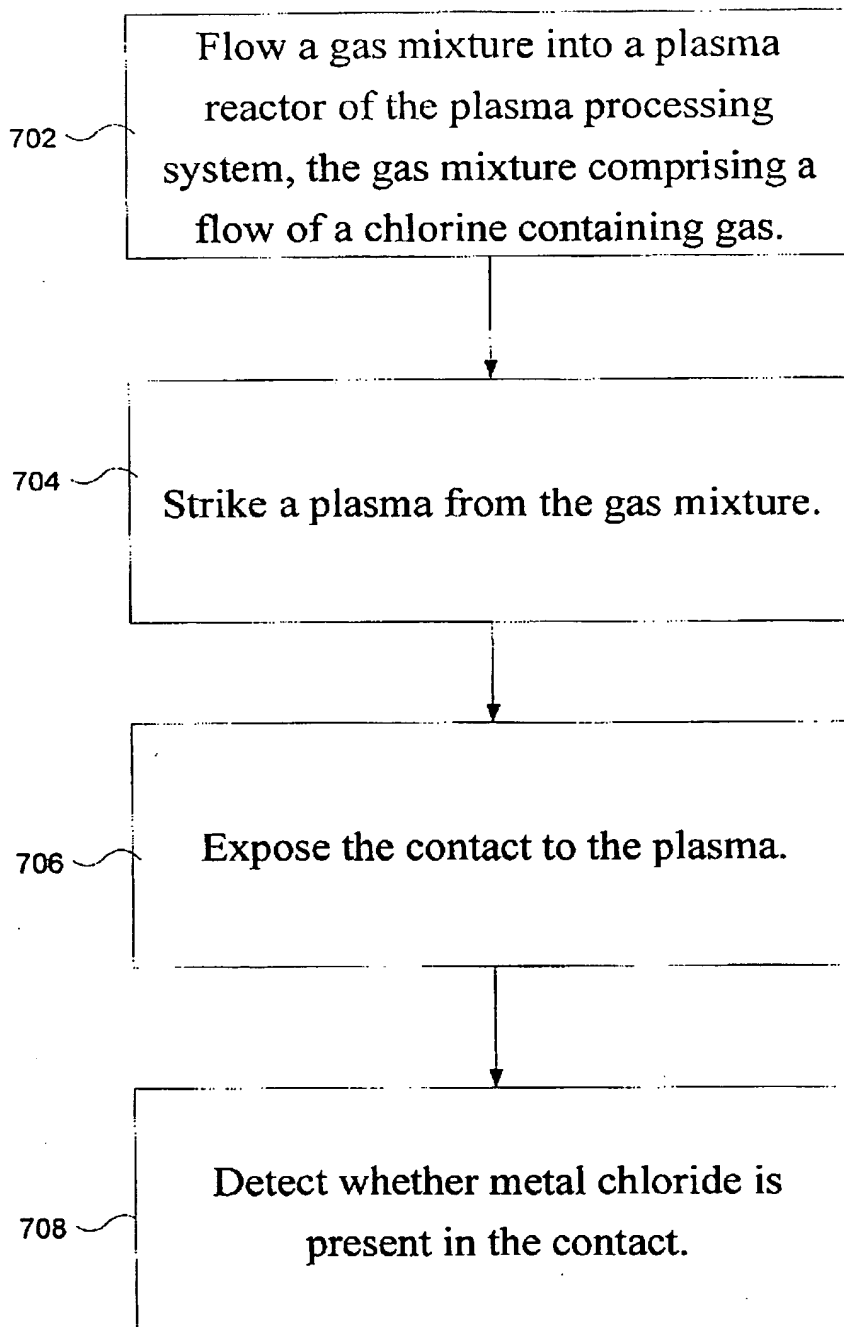 Flow a gas mixture into a plasma
reactor of the plasma processing
702
system, the gas mixture comprising a
flow of a chlorine containing gas.
704
Strike a plasma from the gas mixture.
706
Expose the contact to the plasma.
Detect whether metal chloride is
708
present in the contact.